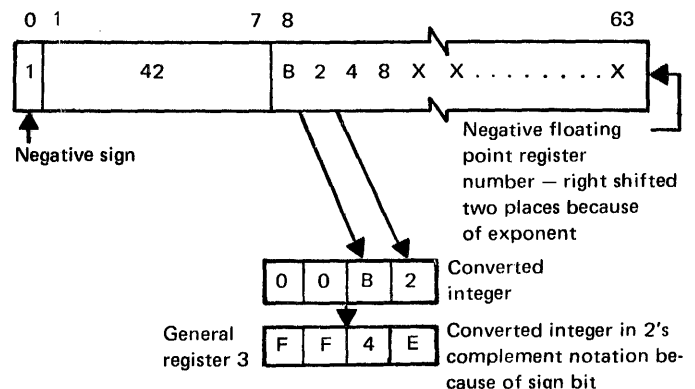 0 1 7 8 63
1 42 B 2 4 8 X X . . . . . . . . X
Negative sign
Negative floating
point register
number — right shifted
two places because
of exponent
0 0 B 2
Converted
integer
General
register 3
F F 4 E
Converted integer in 2's
complement notation be-
cause of sign bit